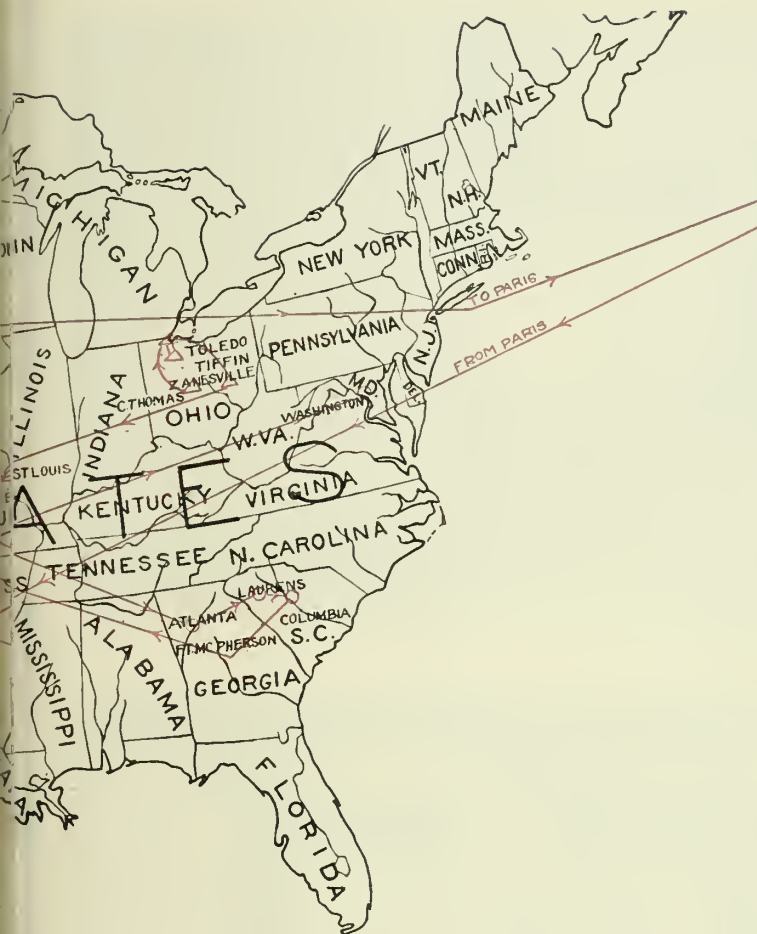 MAINE
VT.
N.H.
MICHIGAN
MASS.
NEW YORK
CONN
R.I.
TO PARIS
PENNSYLVANIA
N.J.
FROM PARIS
TOLEDO
TIFFIN
ZANESVILLE
ILLINOIS
INDIANA
C.THOMAS
OHIO
MD.
DEL.
WASHINGTON
W.VA.
ST LOUIS
ATES
KENTUCKY
VIRGINIA
TENNESSEE
N. CAROLINA
LAURENS
ATLANTA
COLUMBIA
S.C.
FT. MC PHERSON
MISSISSIPPI
ALABAMA
GEORGIA
FLORIDA